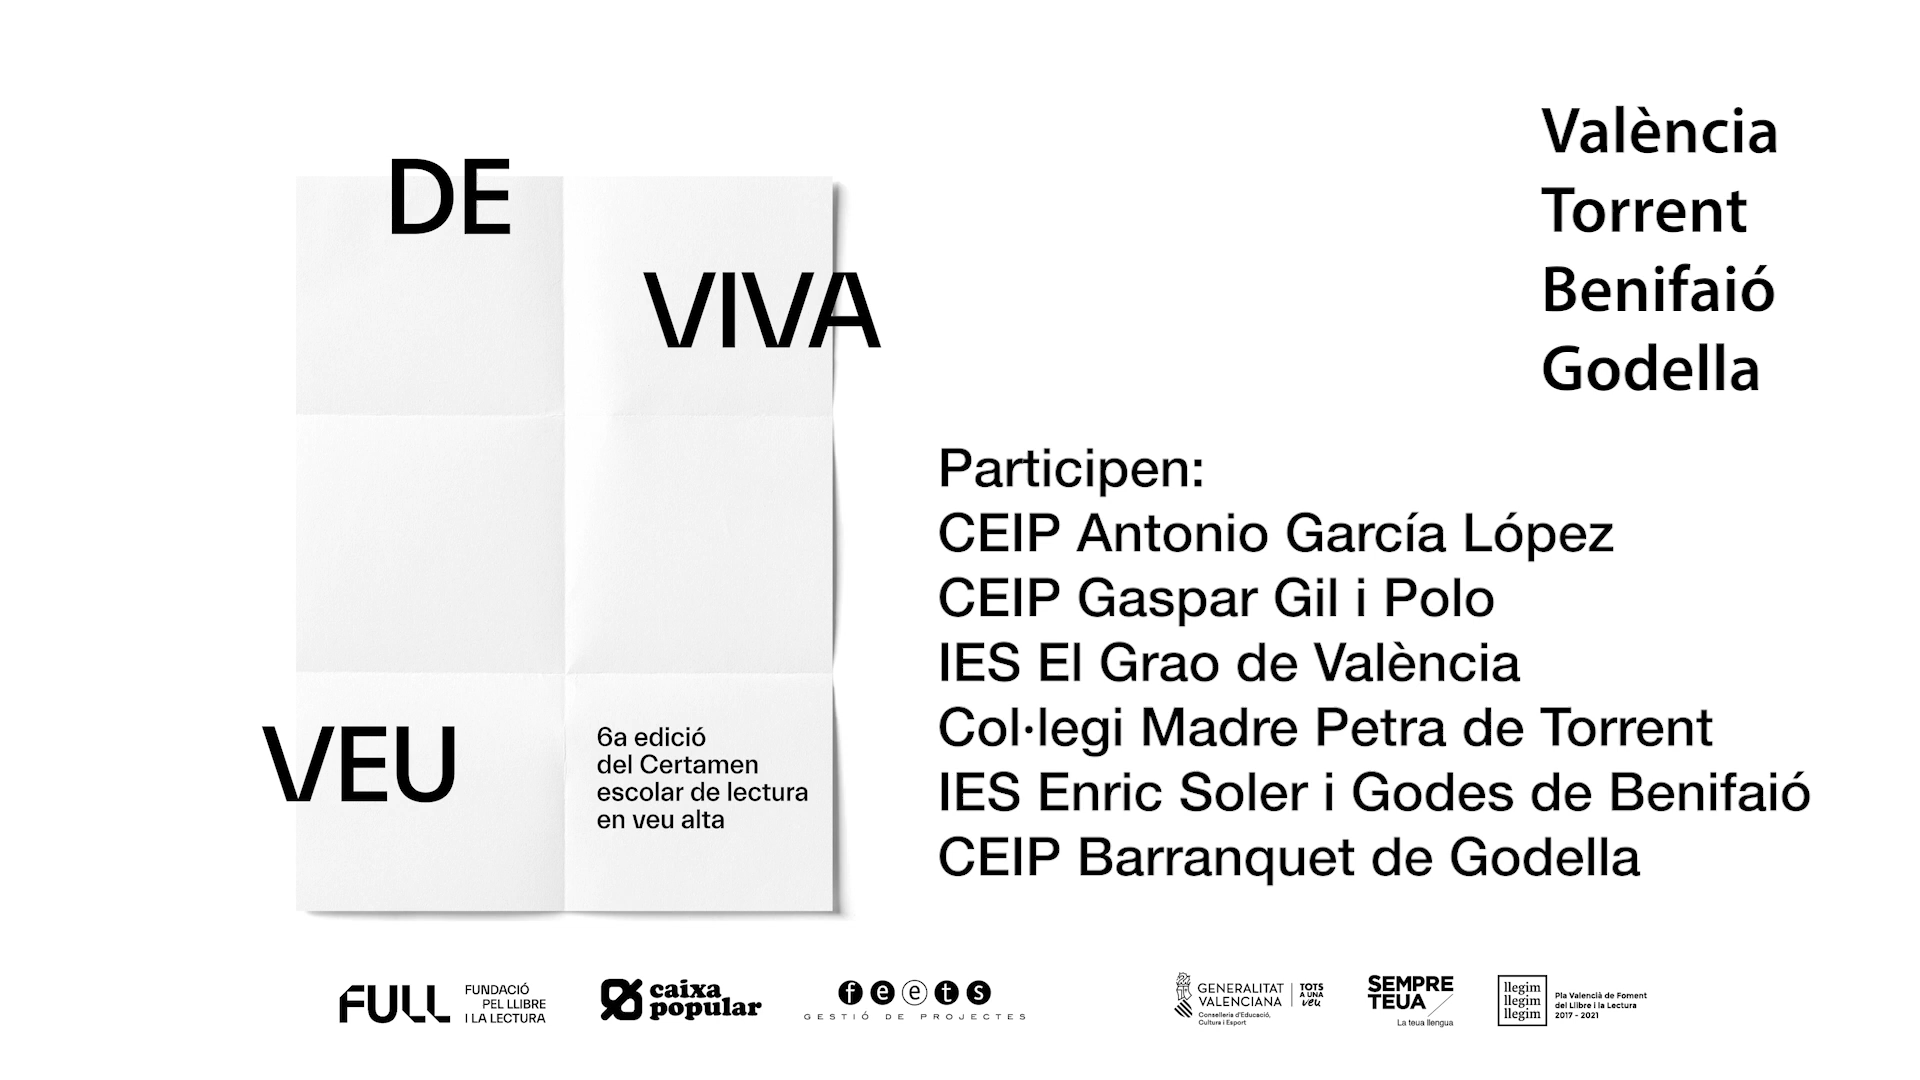 DE
VIVA
VEU
6a edició
del Certamen
escolar de lectura
en veu alta
València
Torrent
Benifaió
Godella
Participen:
CEIP Antonio García López
CEIP Gaspar Gil i Polo
IES El Grao de València
Col·legi Madre Petra de Torrent
IES Enric Soler i Godes de Benifaió
CEIP Barranquet de Godella
FULL
FUNDACIÓ
PEL LLIBRE
I LA LECTURA
caixa
popular
feets
GESTIÓ DE PROJECTES
GENERALITAT
VALENCIANA
Conselleria d'Educació,
Cultura i Esport
TOTS
A UNA
veu
SEMPRE
TEUA
La teua llengua
llegim
llegim
llegim
Pla Valencià de Foment
del Llibre i la Lectura
2017 - 2021